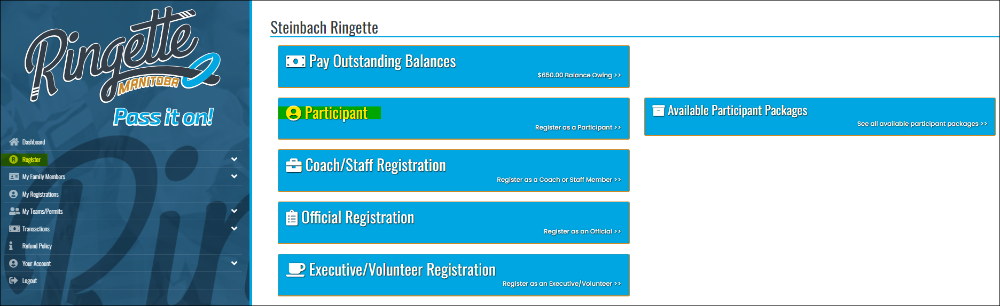 Ringette
MANITOBA
Pass it on!
Dashboard
Register
My Family Members
My Registrations
My Teams/Permits
Transactions
Refund Policy
Your Account
Logout
Steinbach Ringette
Pay Outstanding Balances
$650.00 Balance Owing >>
Participant
Register as a Participant >>
Available Participant Packages
See all available participant packages >>
Coach/Staff Registration
Register as a Coach or Staff Member >>
Official Registration
Register as an Official >>
Executive/Volunteer Registration
Register as an Executive/Volunteer >>